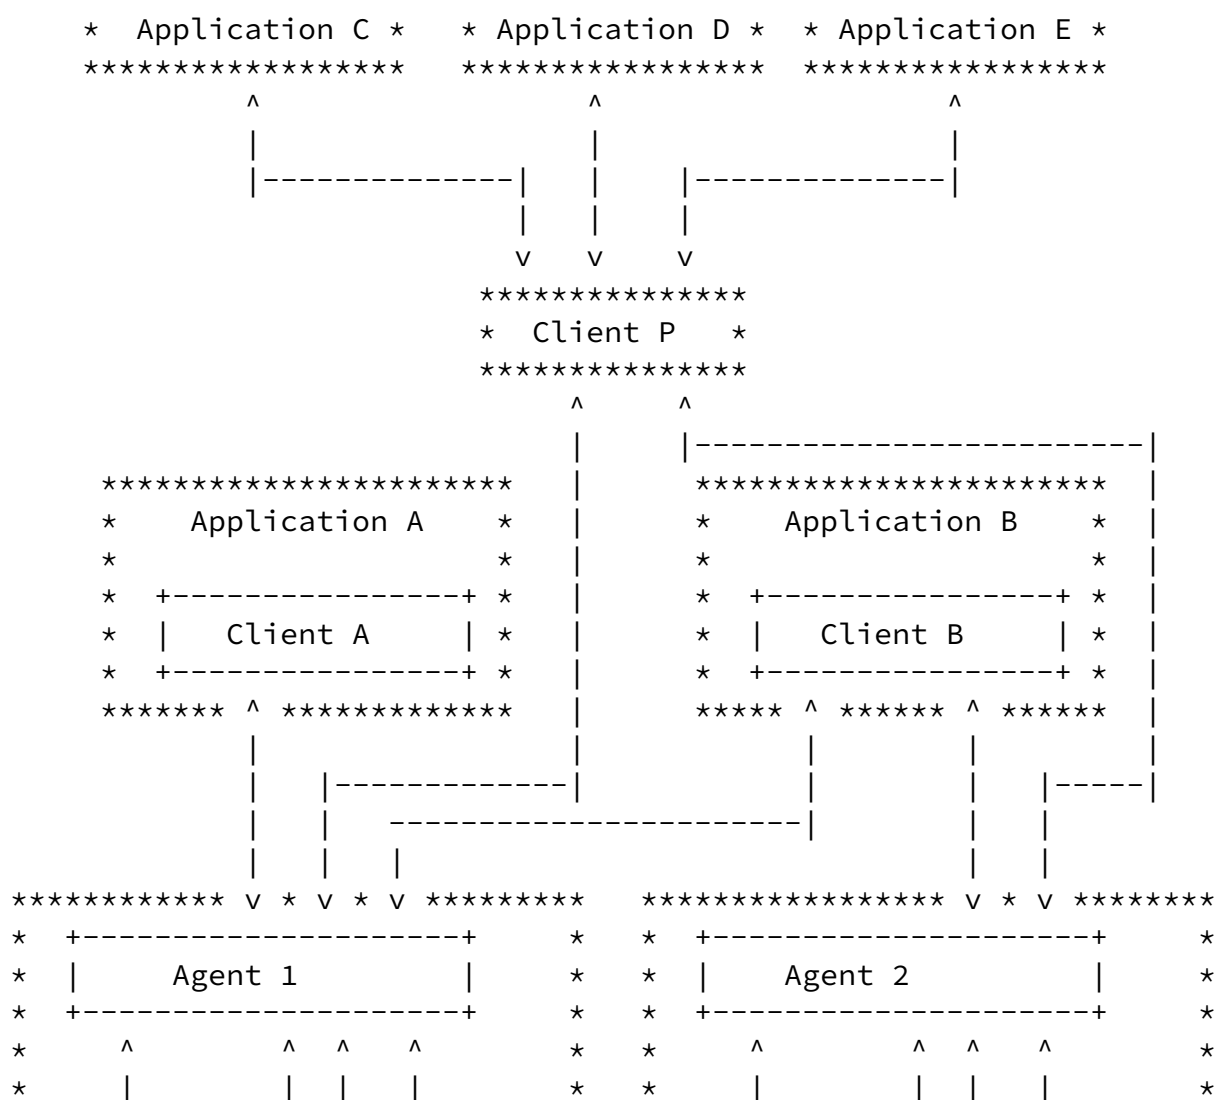 Application C Application D Application E
Client P
Application A Application B
Client A Client B
Agent 1 Agent 2